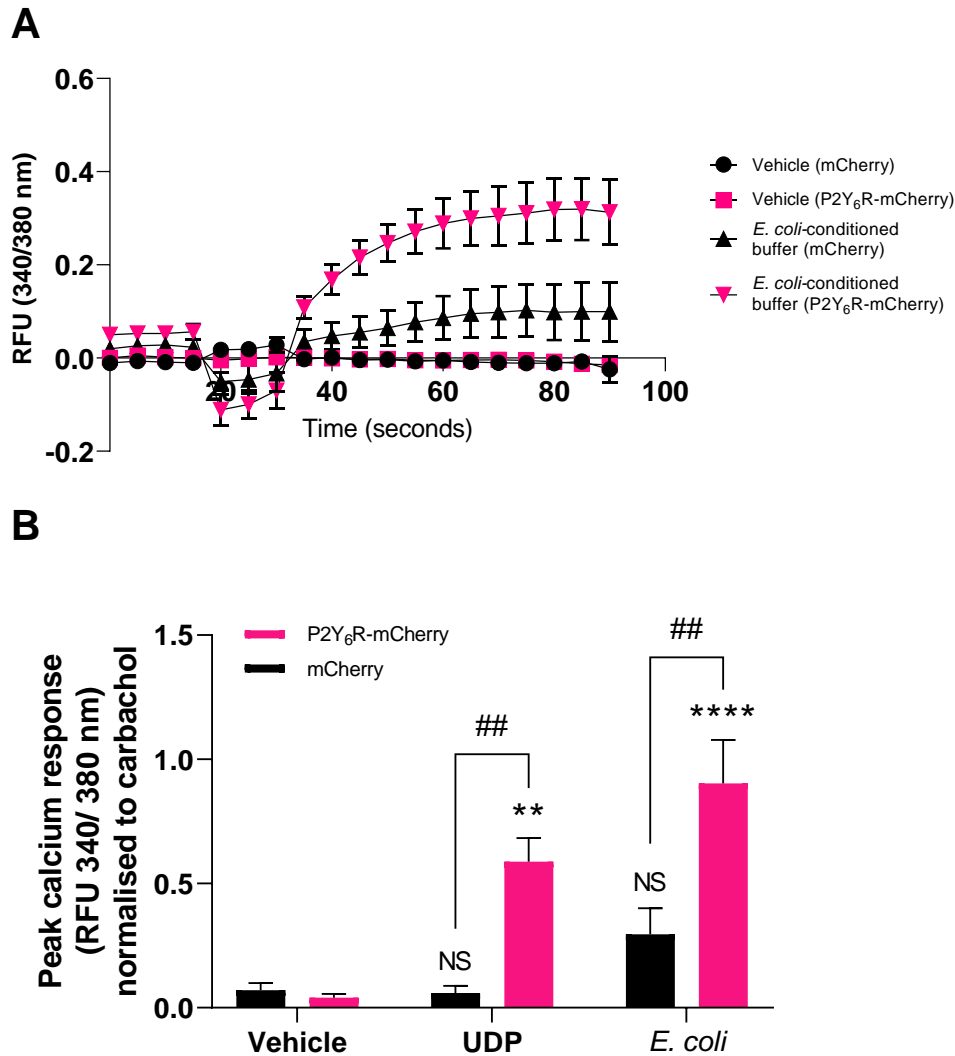 A
0.6
0.4
0.2
0.0
-0.2
RFU (340/380 nm)
20
40
60
80
100
Time (seconds)
Vehicle (mCherry)
Vehicle (P2Y₆R-mCherry)
E. coli-conditioned
buffer (mCherry)
E. coli-conditioned
buffer (P2Y₆R-mCherry)
B
Peak calcium response
(RFU 340/ 380 nm)
normalised to carbachol
1.5
1.0
0.5
0.0
P2Y₆R-mCherry
mCherry
##
##
****
**
NS
NS
Vehicle
UDP
E. coli